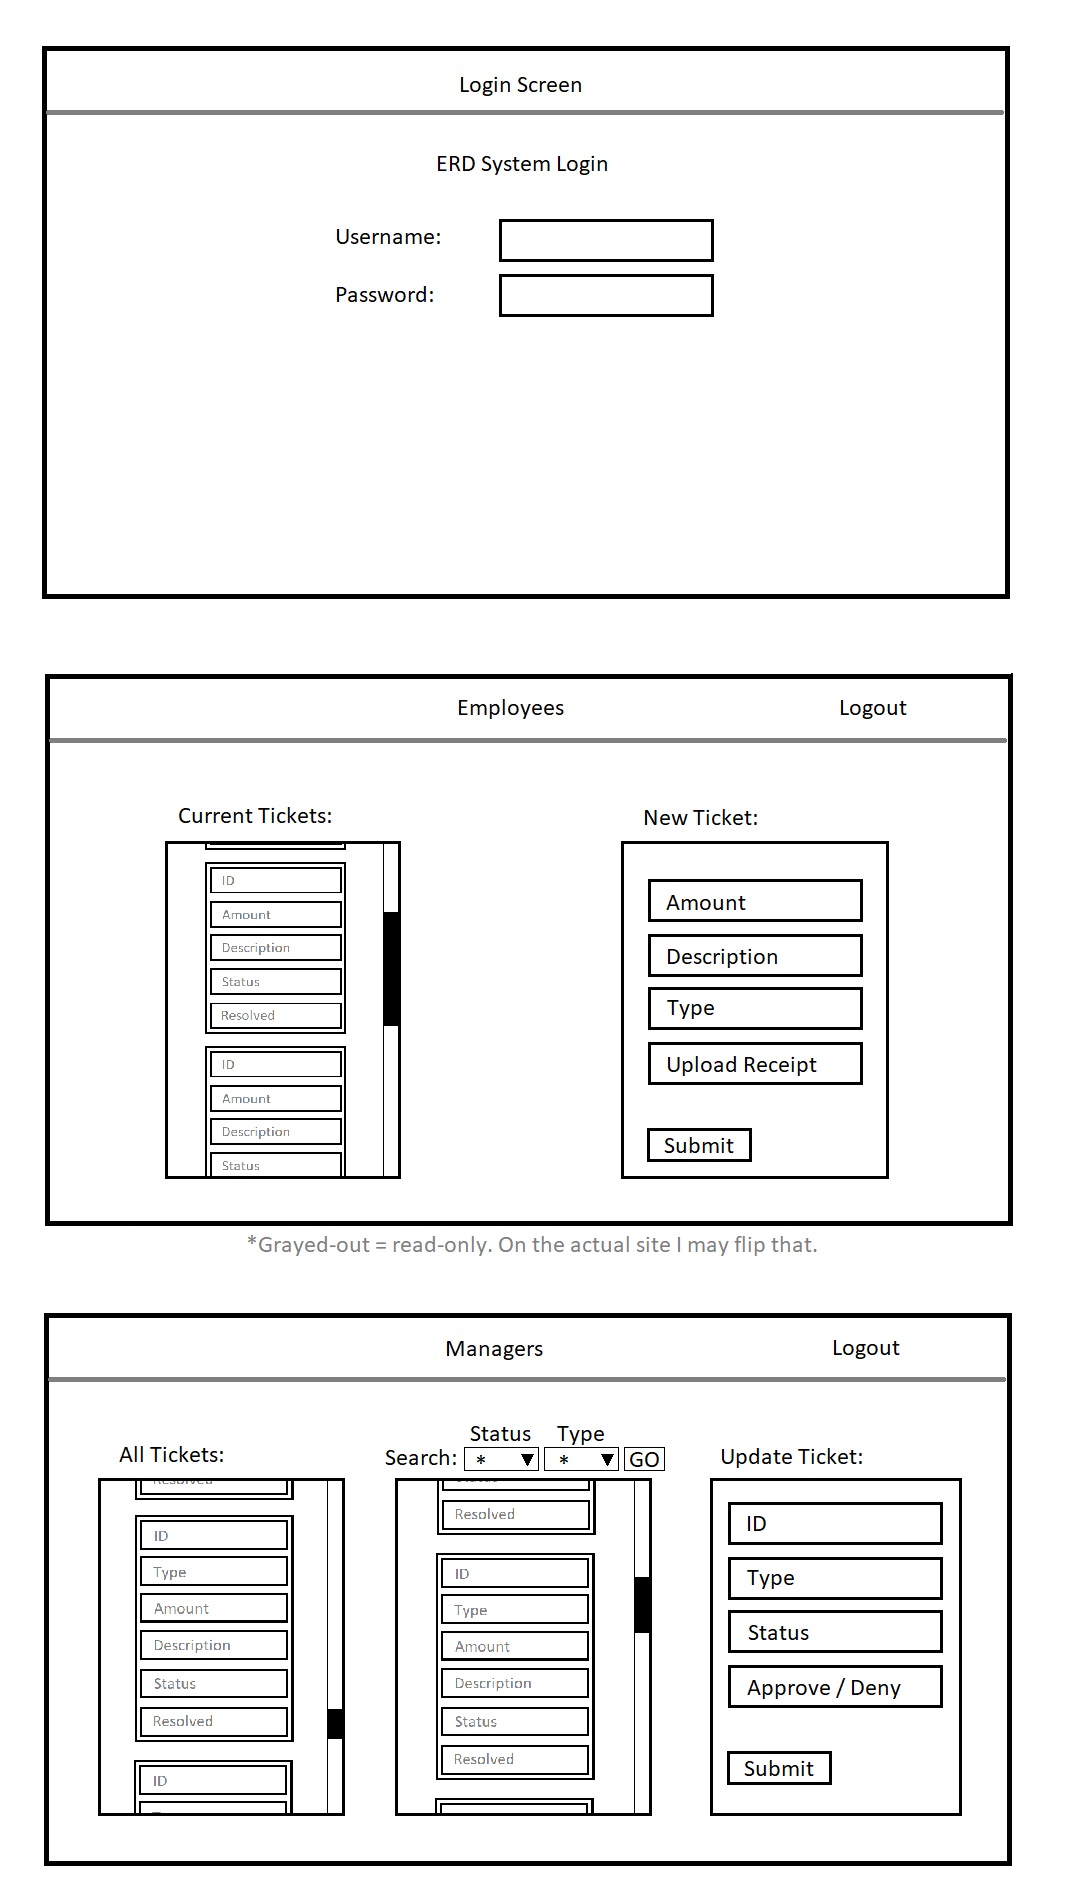 Login Screen
ERD System Login
Username:
Password:
Employees
Logout
Current Tickets:
ID
Amount
Description
Status
Resolved
ID
Amount
Description
Status
New Ticket:
Amount
Description
Type
Upload Receipt
Submit
*Grayed-out = read-only. On the actual site I may flip that.
Managers
Logout
All Tickets:
Resolved
ID
Type
Amount
Description
Status
Resolved
ID
Status Type
Search: * ▼ * ▼ GO
Status
Resolved
ID
Type
Amount
Description
Status
Resolved
Update Ticket:
ID
Type
Status
Approve / Deny
Submit